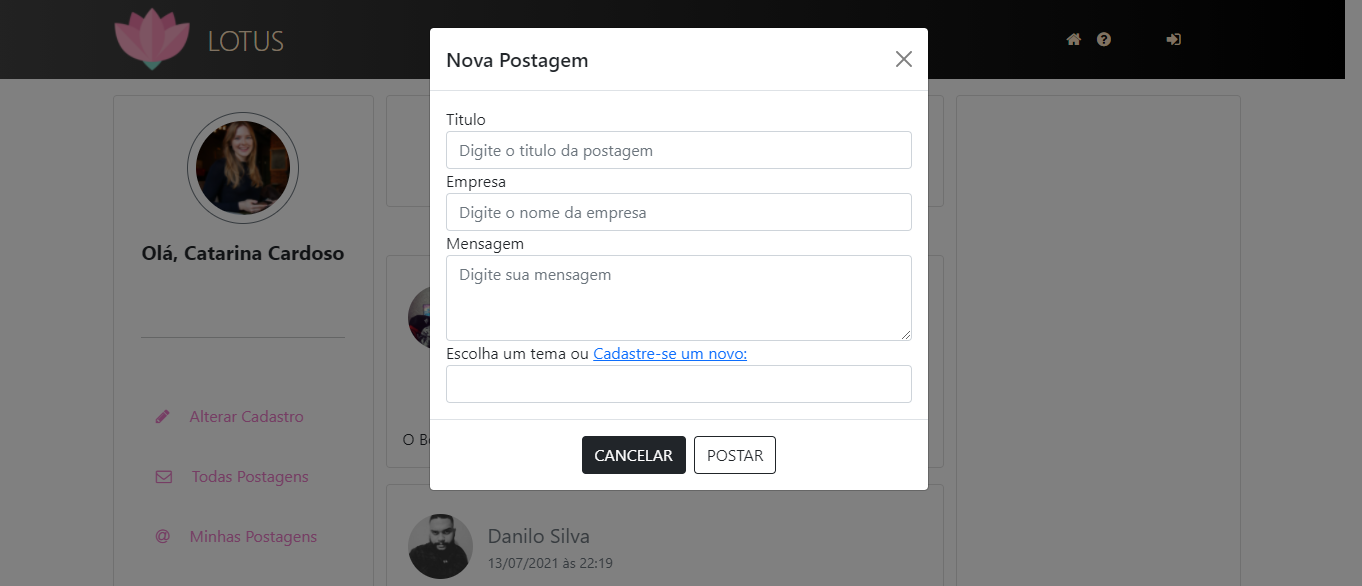 LOTUS
Nova Postagem
Titulo
Digite o titulo da postagem
Empresa
Digite o nome da empresa
Mensagem
Digite sua mensagem
Escolha um tema ou Cadastre-se um novo:
CANCELAR
POSTAR
Olá, Catarina Cardoso
Alterar Cadastro
Todas Postagens
@ Minhas Postagens
O
Danilo Silva
13/07/2021 às 22:19